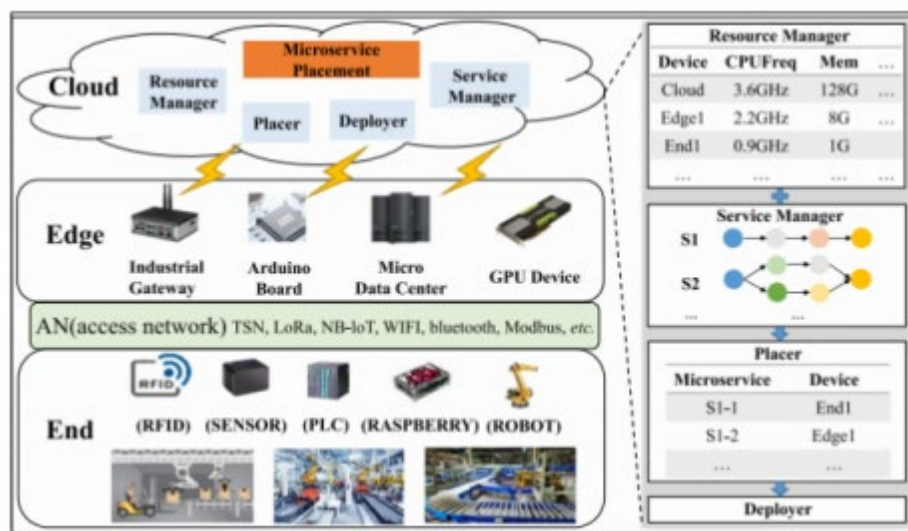 Cloud
Microservice
Placement
Resource
Manager
Service
Manager
Placer
Deployer
Edge
Industrial
Gateway
Arduino
Board
Micro
Data Center
GPU Device
AN(access network) TSN, LoRa, NB-IoT, WIFI, bluetooth, Modbus, etc.
End
RFID
(RFID) (SENSOR) (PLC) (RASPBERRY) (ROBOT)
Resource Manager
Device CPUFreq Mem …
Cloud 3.6GHz 128G …
Edge1 2.2GHz 8G …
End1 0.9GHz 1G
… … … …
Service Manager
S1
S2
… …
Placer
Microservice Device
S1-1 End1
S1-2 Edge1
… …
Deployer